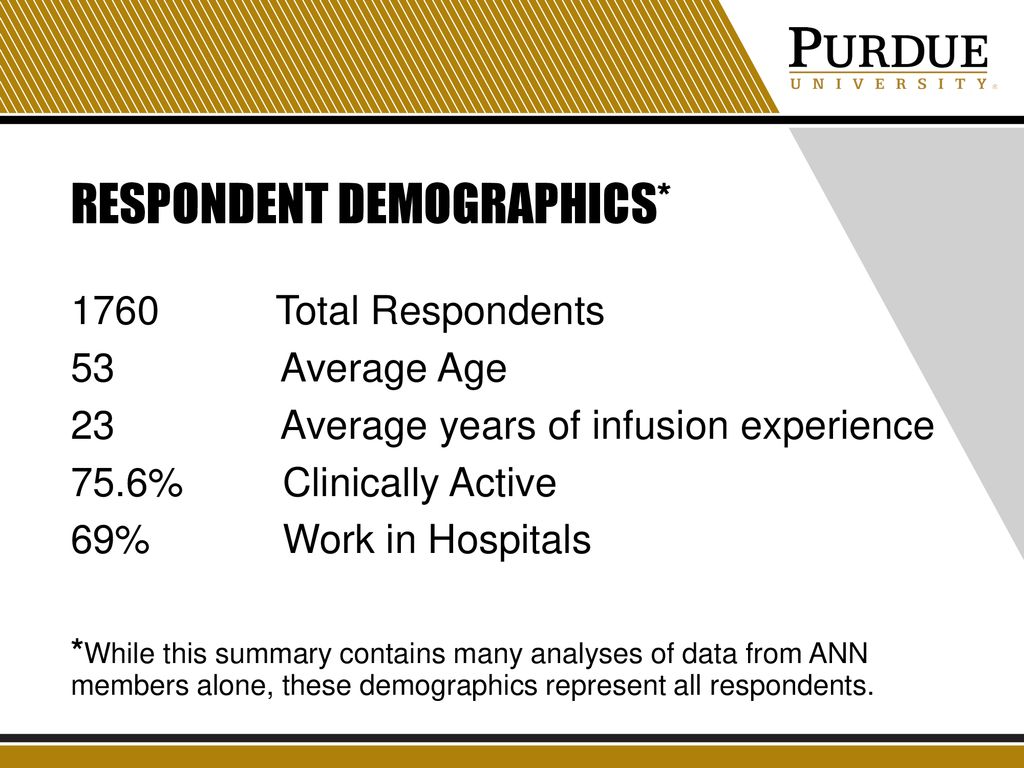 PURDUE
UNIVERSITY®
RESPONDENT DEMOGRAPHICS*
1760 Total Respondents
53 Average Age
23 Average years of infusion experience
75.6% Clinically Active
69% Work in Hospitals
*While this summary contains many analyses of data from ANN
members alone, these demographics represent all respondents.